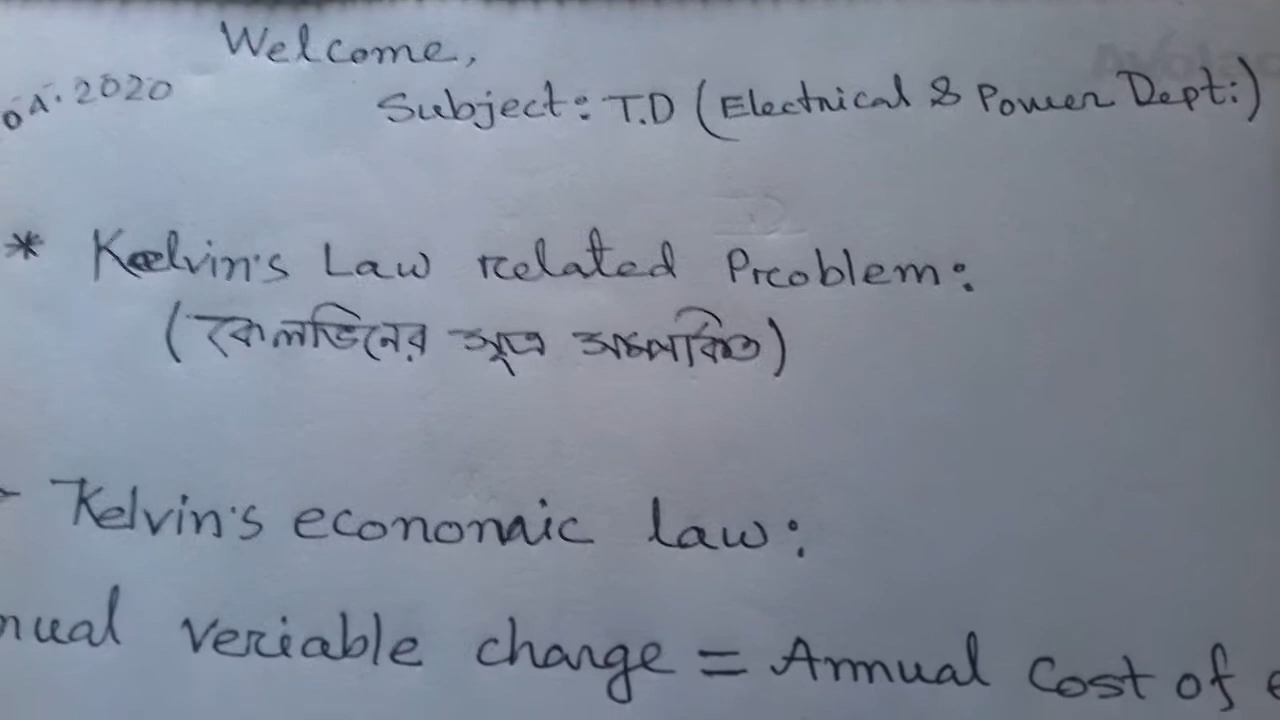 Welcome,
04.2020
Subject: T.D (Electrical & Power Dept:)
* Kelvin's Law related Problem:
(কেলভিনের সূত্র সম্পর্কিত)
- Kelvin's economic law:
nual veriable charge = Annual Cost of e